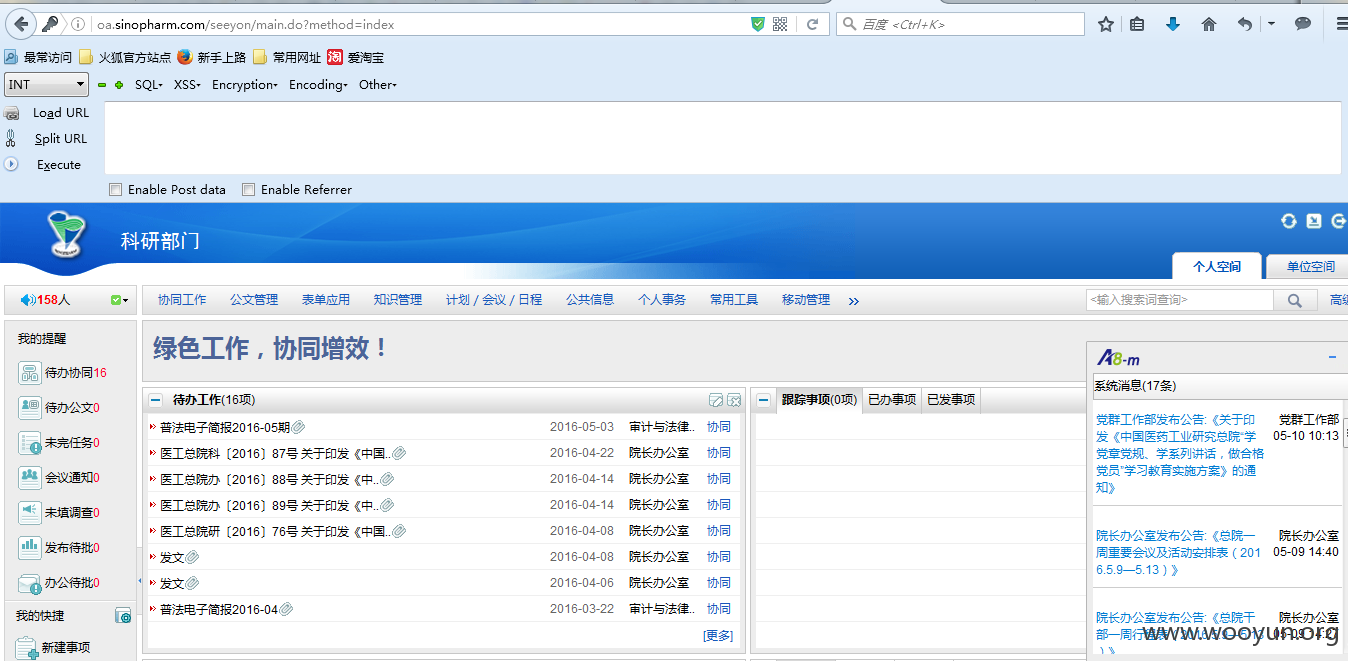 oa.sinopharm.com/seeyon/main.do?method=index
百度 <Ctrl+K>
最常访问 火狐官方站点 新手上路 常用网址 淘 爱淘宝
INT SQL XSS Encryption Encoding Other
Load URL
Split URL
Execute
Enable Post data Enable Referrer
科研部门
个人空间 单位空间
158人 协同工作 公文管理 表单应用 知识管理 计划 / 会议 / 日程 公共信息 个人事务 常用工具 移动管理 » <输入搜索词查询> 高级
我的提醒
待办协同16
待办公文0
未完任务0
会议通知0
未填调查0
发布待批0
办公待批0
我的快捷
新建事项
绿色工作，协同增效！
待办工作(16项)
普法电子简报2016-05期 2016-05-03 审计与法律.. 协同
医工总院科〔2016〕87号 关于印发《中国.. 2016-04-22 院长办公室 协同
医工总院办〔2016〕88号 关于印发《中.. 2016-04-14 院长办公室 协同
医工总院办〔2016〕89号 关于印发《中.. 2016-04-14 院长办公室 协同
医工总院研〔2016〕76号 关于印发《中国.. 2016-04-08 院长办公室 协同
发文 2016-04-08 院长办公室 协同
发文 2016-04-06 院长办公室 协同
普法电子简报2016-04 2016-03-22 审计与法律.. 协同
[更多]
跟踪事项(0项) 已办事项 已发事项
A8-m
系统消息(17条)
党群工作部发布公告:《关于印 党群工作部
发《中国医药工业研究总院"学 05-10 10:13
党章党规、学系列讲话，做合格
党员"学习教育实施方案》的通
知》
院长办公室发布公告:《总院一 院长办公室
周重要会议及活动安排表（201 05-09 14:40
6.5.9—5.13）》
院长办公室发布公告:《总院干 院长办公室
部一周行程表（2016.5.9—5.13 05-09 14:27
）》
www.wooyun.org